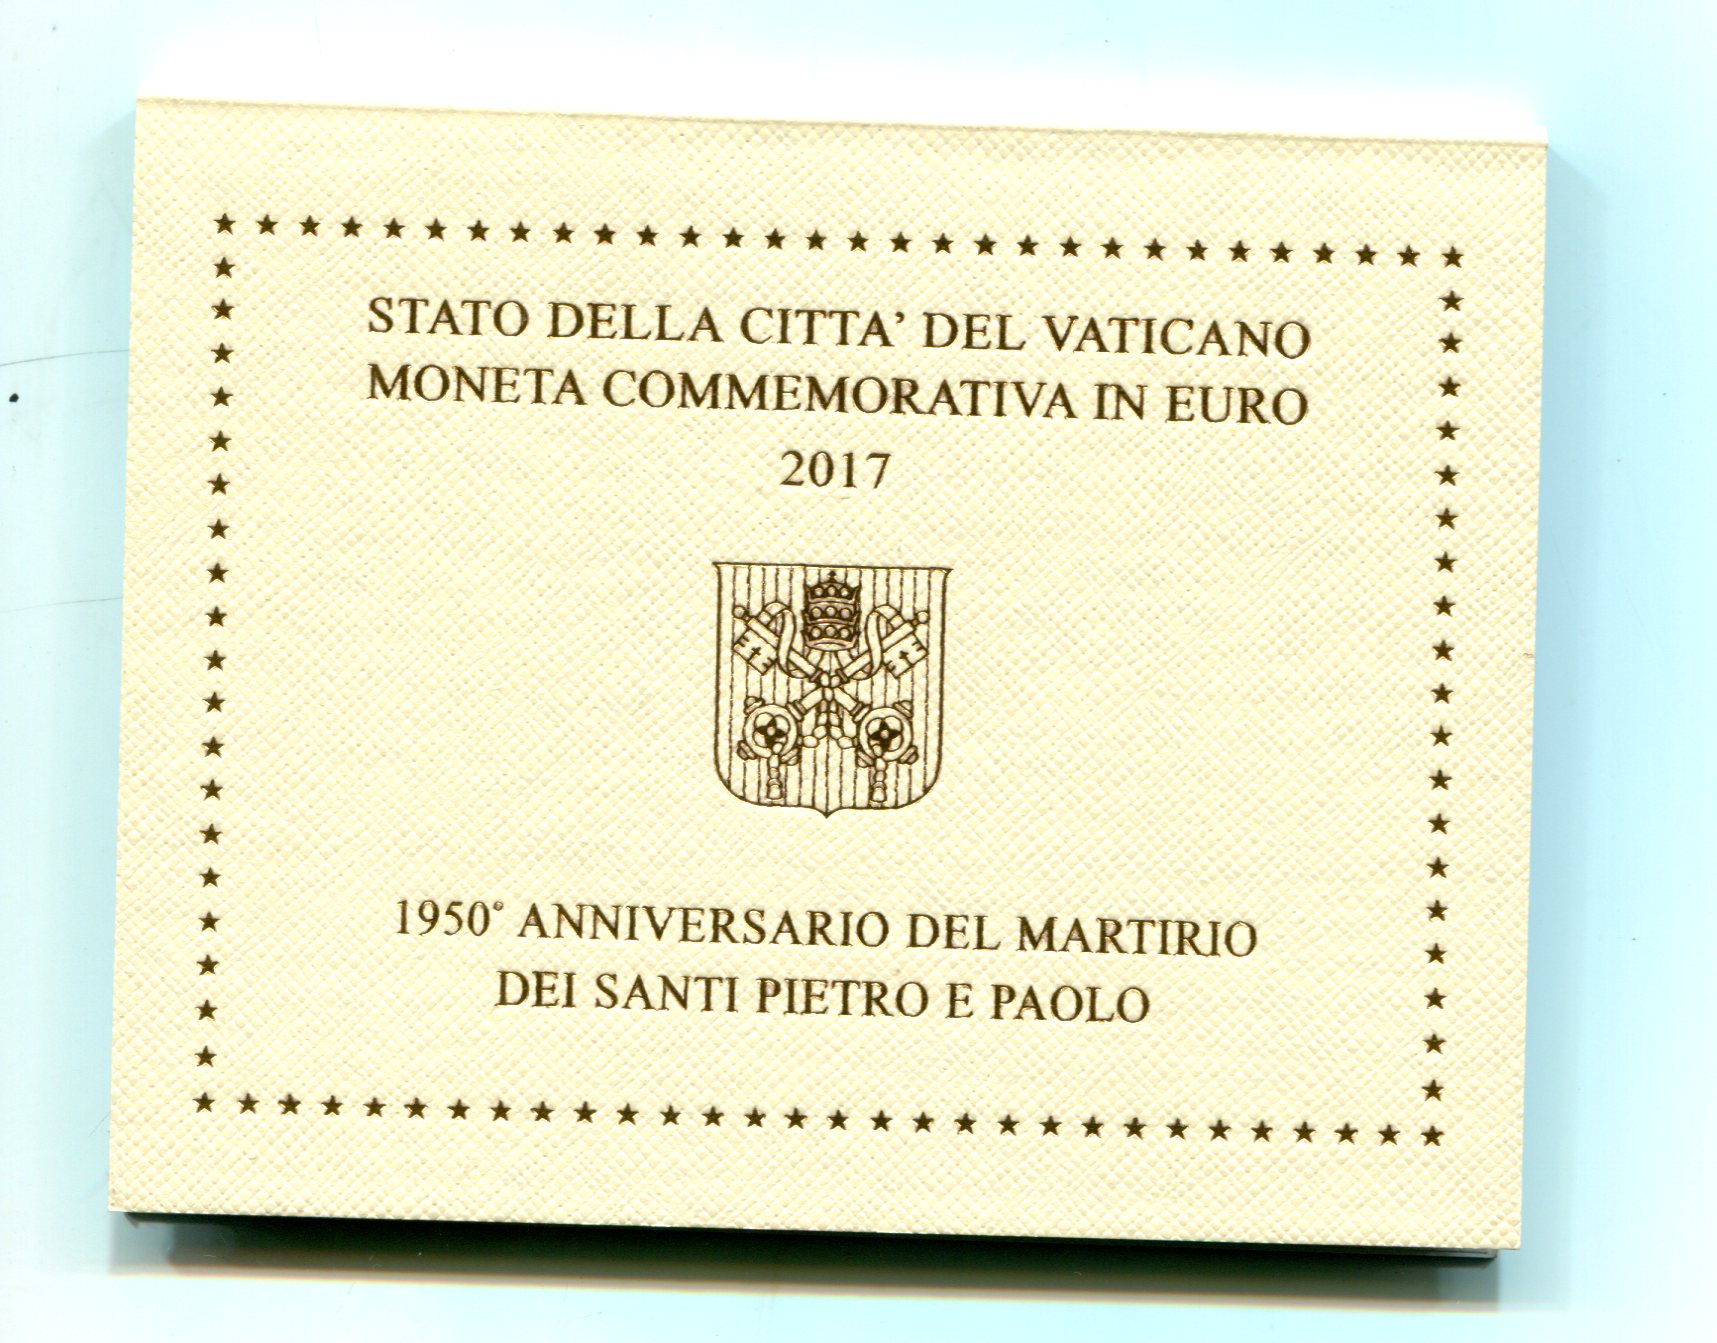 STATO DELLA CITTA’ DEL VATICANO
MONETA COMMEMORATIVA IN EURO
2017
1950° ANNIVERSARIO DEL MARTIRIO
DEI SANTI PIETRO E PAOLO